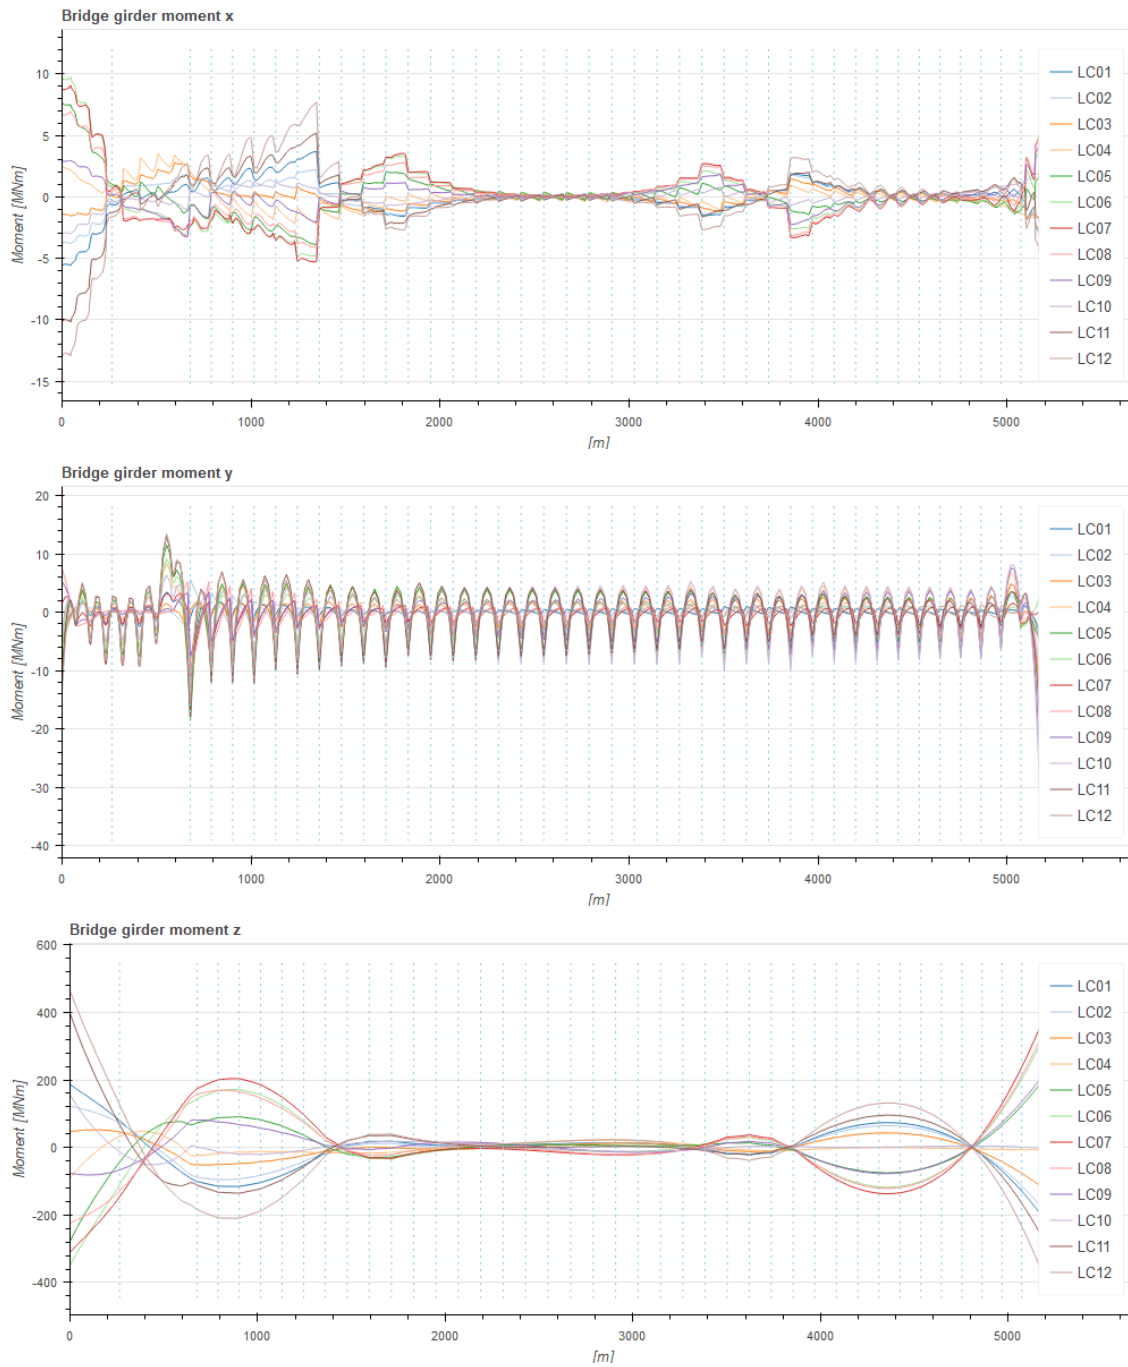 Bridge girder moment x
10
5
0
-5
-10
-15
Moment [MNm]
0 1000 2000 3000 4000 5000
[m]
LC01
LC02
LC03
LC04
LC05
LC06
LC07
LC08
LC09
LC10
LC11
LC12
Bridge girder moment y
20
10
0
-10
-20
-30
-40
Moment [MNm]
0 1000 2000 3000 4000 5000
[m]
LC01
LC02
LC03
LC04
LC05
LC06
LC07
LC08
LC09
LC10
LC11
LC12
Bridge girder moment z
600
400
200
0
-200
-400
Moment [MNm]
0 1000 2000 3000 4000 5000
[m]
LC01
LC02
LC03
LC04
LC05
LC06
LC07
LC08
LC09
LC10
LC11
LC12